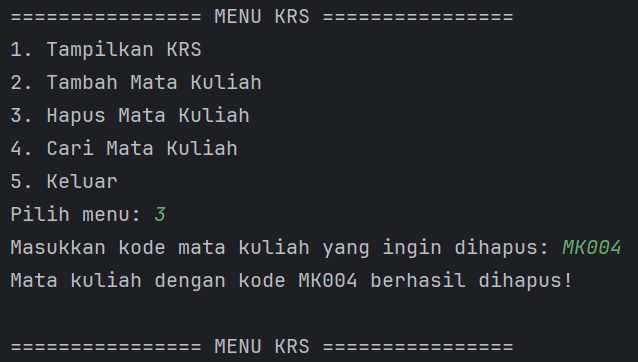 ================ MENU KRS ================
1. Tampilkan KRS
2. Tambah Mata Kuliah
3. Hapus Mata Kuliah
4. Cari Mata Kuliah
5. Keluar
Pilih menu: 3
Masukkan kode mata kuliah yang ingin dihapus: MK004
Mata kuliah dengan kode MK004 berhasil dihapus!
================ MENU KRS ================